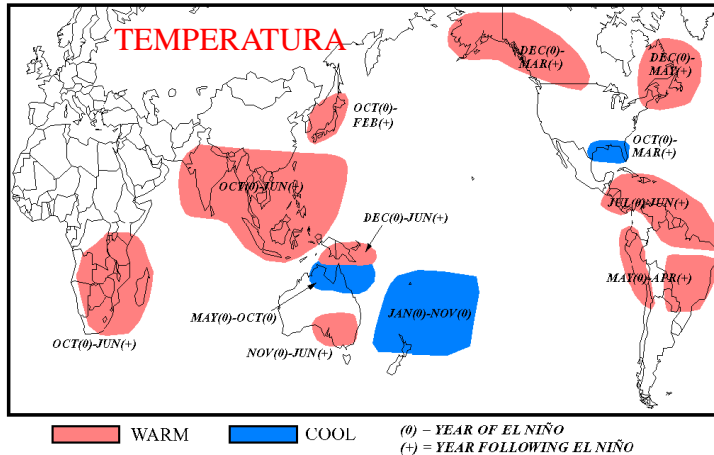 TEMPERATURA
DEC(0)-
MAR(+)
DEC(0)-
MAY(+)
OCT(0)-
FEB(+)
OCT(0)-
MAR(+)
OCT(0)-JUN(+)
JUL(0)-JUN(+)
DEC(0)-JUN(+)
MAY(0)-APR(+)
MAY(0)-OCT(0)
JAN(0)-NOV(0)
OCT(0)-JUN(+)
NOV(0)-JUN(+)
WARM
COOL
(0) – YEAR OF EL NIÑO
(+) = YEAR FOLLOWING EL NIÑO